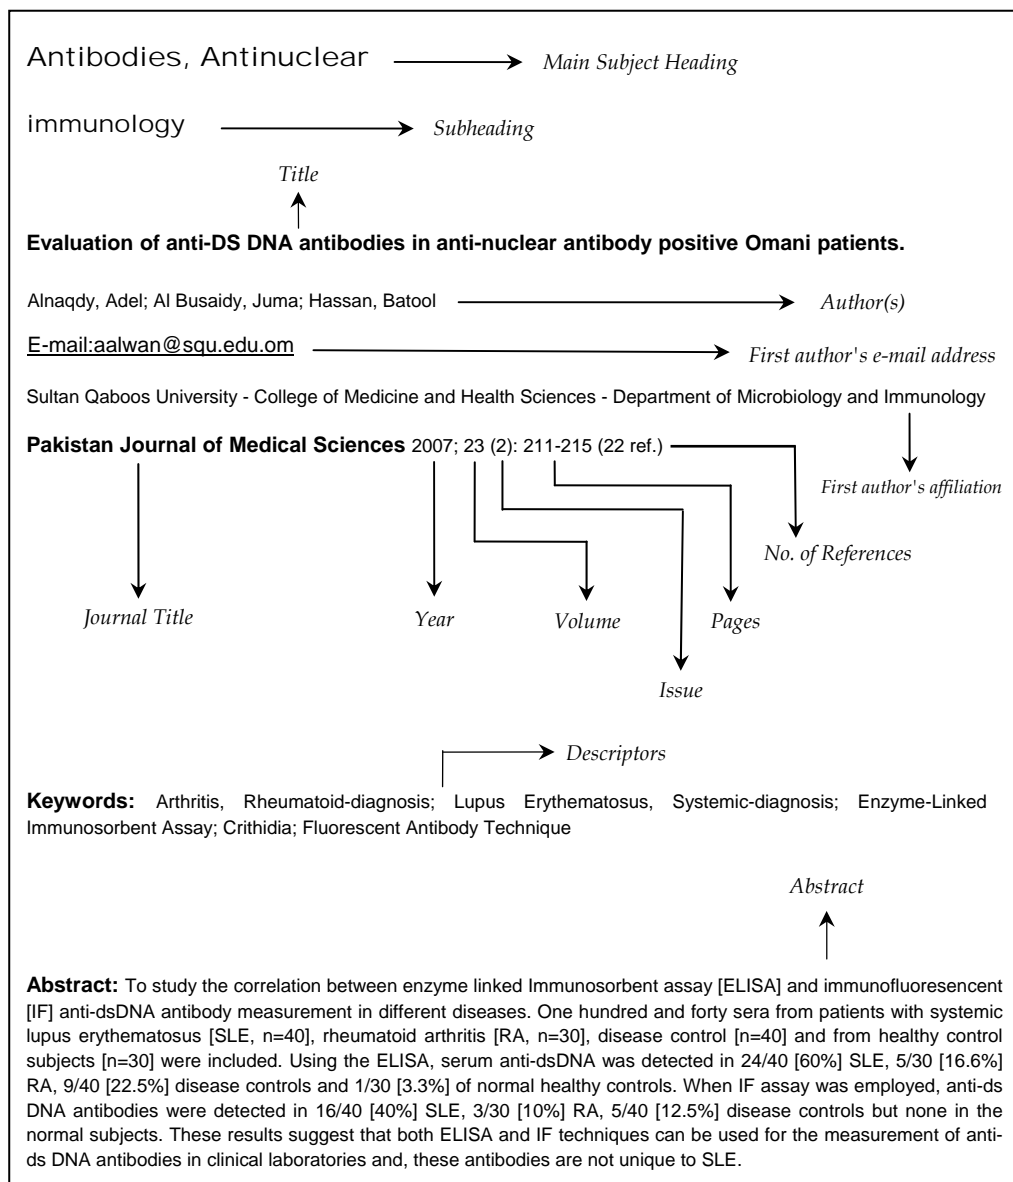 Antibodies, Antinuclear Main Subject Heading
immunology Subheading
Title
Evaluation of anti-DS DNA antibodies in anti-nuclear antibody positive Omani patients.
Alnaqdy, Adel; Al Busaidy, Juma; Hassan, Batool Author(s)
E-mail:aalwan@squ.edu.om First author's e-mail address
Sultan Qaboos University - College of Medicine and Health Sciences - Department of Microbiology and Immunology
Pakistan Journal of Medical Sciences 2007; 23 (2): 211-215 (22 ref.)
First author's affiliation
No. of References
Journal Title Year Volume Pages
Issue
Descriptors
Keywords: Arthritis, Rheumatoid-diagnosis; Lupus Erythematosus, Systemic-diagnosis; Enzyme-Linked
Immunosorbent Assay; Crithidia; Fluorescent Antibody Technique
Abstract
Abstract: To study the correlation between enzyme linked Immunosorbent assay [ELISA] and immunofluoresencent
[IF] anti-dsDNA antibody measurement in different diseases. One hundred and forty sera from patients with systemic
lupus erythematosus [SLE, n=40], rheumatoid arthritis [RA, n=30], disease control [n=40] and from healthy control
subjects [n=30] were included. Using the ELISA, serum anti-dsDNA was detected in 24/40 [60%] SLE, 5/30 [16.6%]
RA, 9/40 [22.5%] disease controls and 1/30 [3.3%] of normal healthy controls. When IF assay was employed, anti-ds
DNA antibodies were detected in 16/40 [40%] SLE, 3/30 [10%] RA, 5/40 [12.5%] disease controls but none in the
normal subjects. These results suggest that both ELISA and IF techniques can be used for the measurement of anti-
ds DNA antibodies in clinical laboratories and, these antibodies are not unique to SLE.